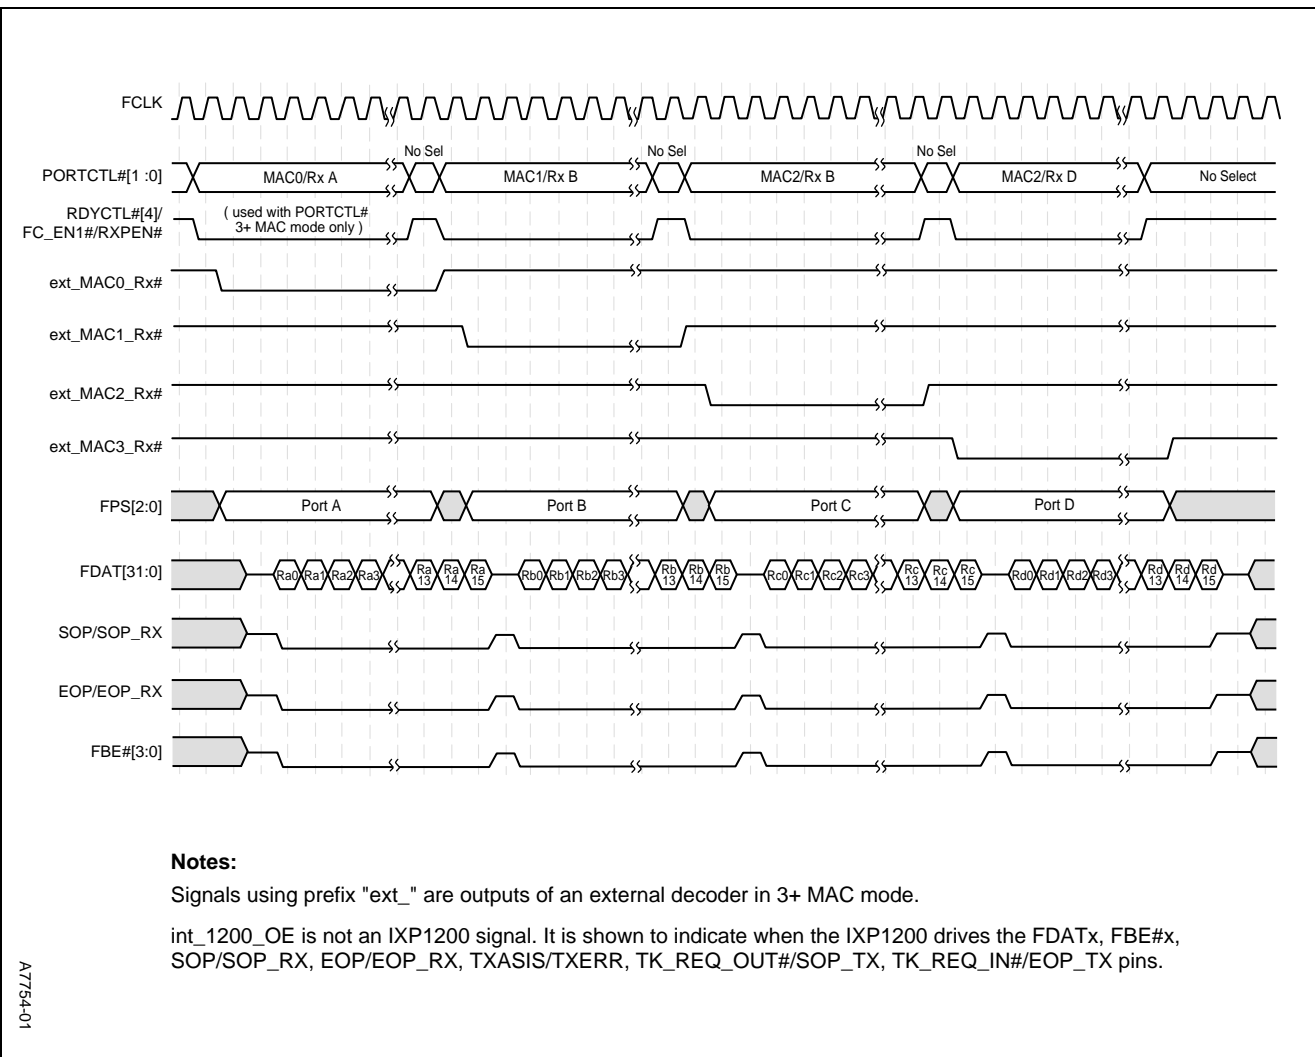 FCLK
No Sel No Sel No Sel
PORTCTL#[1 :0] MAC0/Rx A MAC1/Rx B MAC2/Rx B MAC2/Rx D No Select
RDYCTL#[4]/
FC_EN1#/RXPEN#
( used with PORTCTL#
3+ MAC mode only )
ext_MAC0_Rx#
ext_MAC1_Rx#
ext_MAC2_Rx#
ext_MAC3_Rx#
FPS[2:0] Port A Port B Port C Port D
FDAT[31:0] Ra0 Ra1 Ra2 Ra3 Ra 13 Ra 14 Ra 15 Rb0 Rb1 Rb2 Rb3 Rb 13 Rb 14 Rb 15 Rc0 Rc1 Rc2 Rc3 Rc 13 Rc 14 Rc 15 Rd0 Rd1 Rd2 Rd3 Rd 13 Rd 14 Rd 15
SOP/SOP_RX
EOP/EOP_RX
FBE#[3:0]
Notes:
Signals using prefix "ext_" are outputs of an external decoder in 3+ MAC mode.
int_1200_OE is not an IXP1200 signal. It is shown to indicate when the IXP1200 drives the FDATx, FBE#x,
SOP/SOP_RX, EOP/EOP_RX, TXASIS/TXERR, TK_REQ_OUT#/SOP_TX, TK_REQ_IN#/EOP_TX pins.
A7754-01